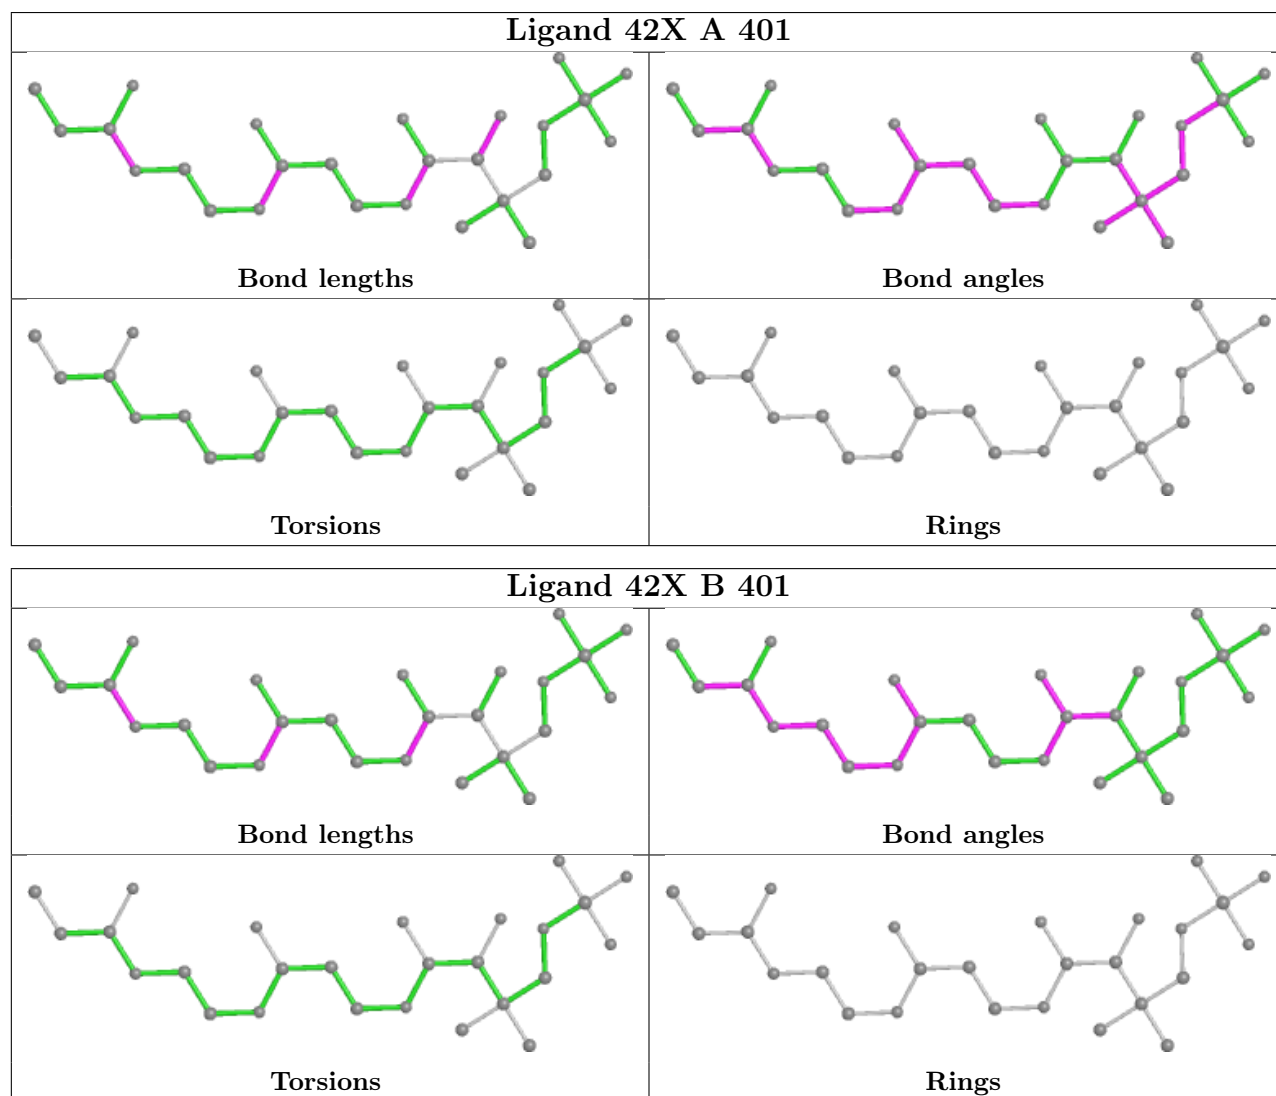 Ligand 42X A 401
Bond lengths
Bond angles
Torsions
Rings
Ligand 42X B 401
Bond lengths
Bond angles
Torsions
Rings